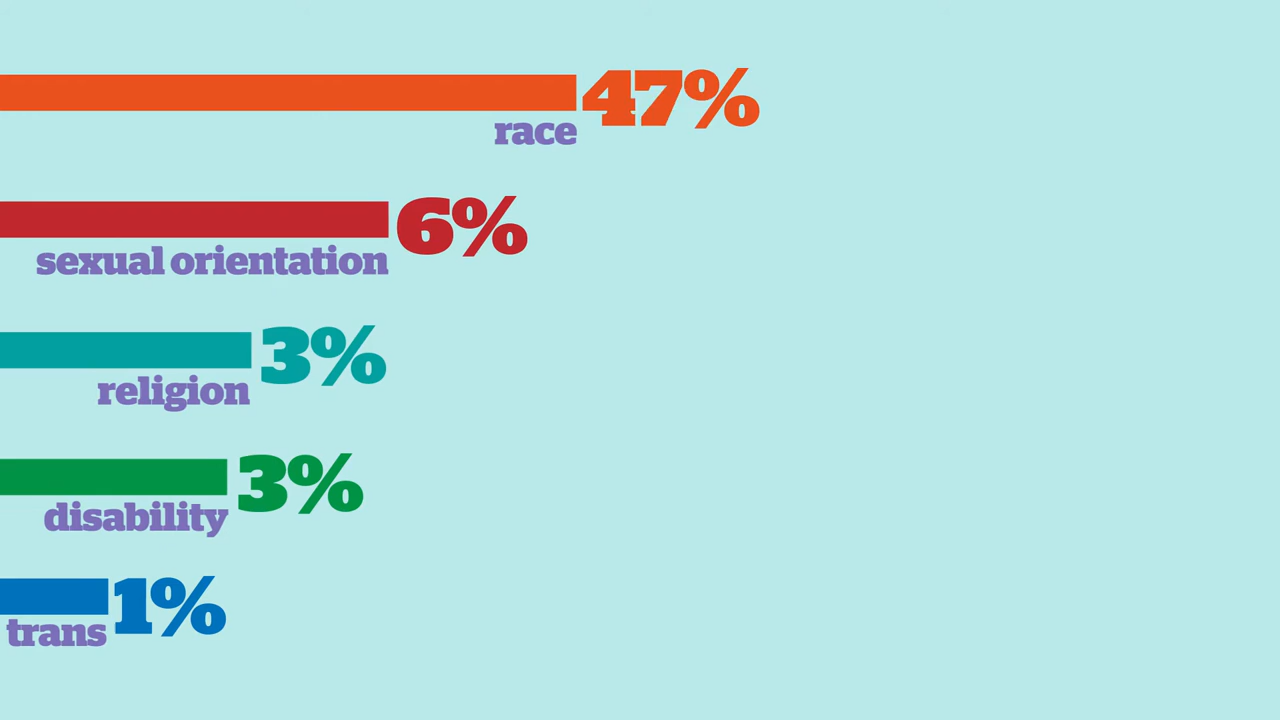 47%
race
6%
sexual orientation
3%
religion
3%
disability
1%
trans